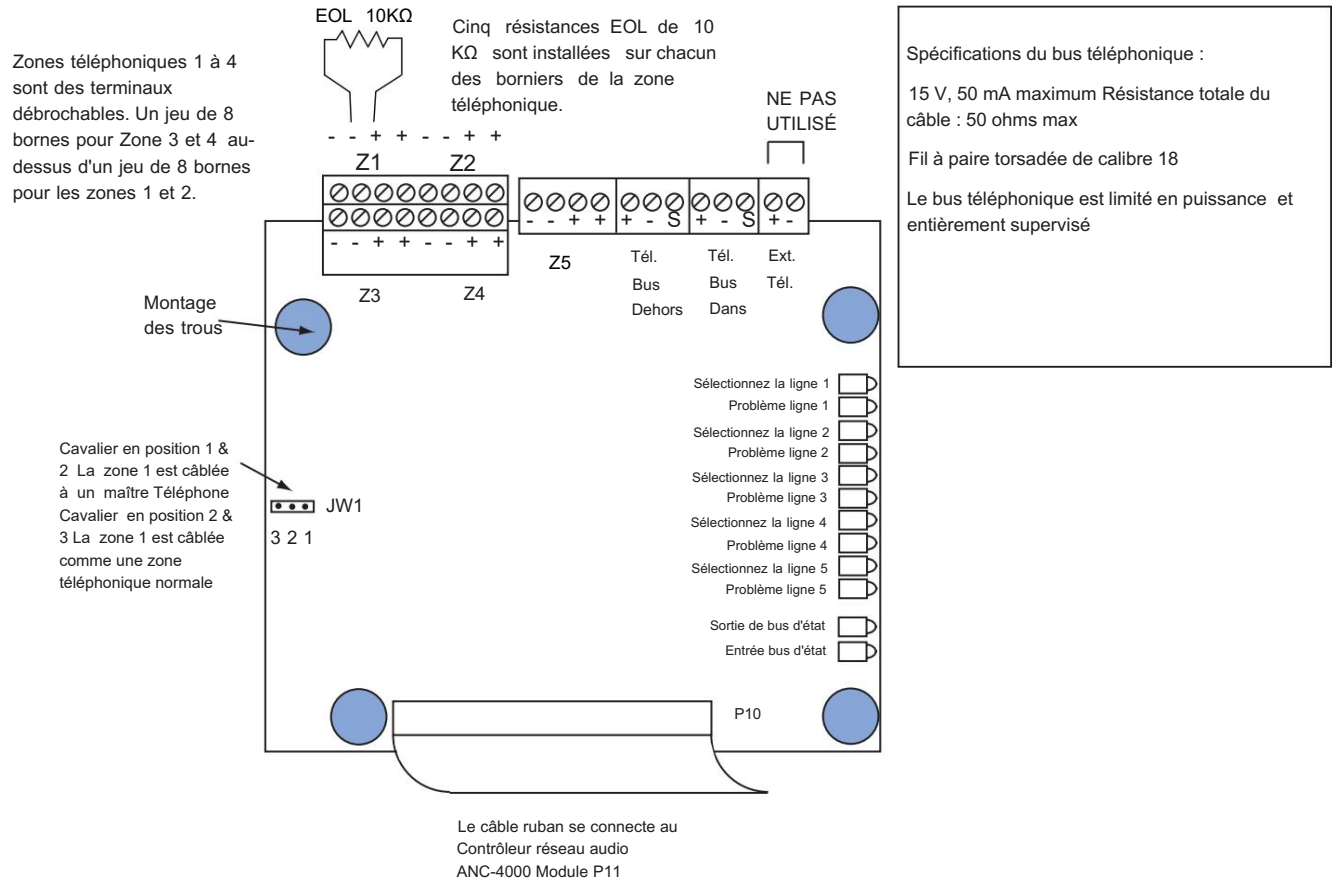 EOL 10KΩ
Zones téléphoniques 1 à 4
sont des terminaux
débrochables. Un jeu de 8
bornes pour Zone 3 et 4 au-
dessus d'un jeu de 8 bornes
pour les zones 1 et 2.
Cinq résistances EOL de 10
KΩ sont installées sur chacun
des borniers de la zone
téléphonique.
NE PAS
UTILISÉ
Spécifications du bus téléphonique :
15 V, 50 mA maximum Résistance totale du
câble : 50 ohms max
Fil à paire torsadée de calibre 18
Le bus téléphonique est limité en puissance et
entièrement supervisé
- - + + - - + +
Z1 Z2
- - + + + - S + - S + -
- - + + - - + +
Z3 Z4
Z5
Tél.
Bus
Dehors
Tél.
Bus
Dans
Ext.
Tél.
Montage
des trous
Cavalier en position 1 &
2 La zone 1 est câblée
à un maître Téléphone
Cavalier en position 2 &
3 La zone 1 est câblée
comme une zone
téléphonique normale
JW1
3 2 1
Sélectionnez la ligne 1
Problème ligne 1
Sélectionnez la ligne 2
Problème ligne 2
Sélectionnez la ligne 3
Problème ligne 3
Sélectionnez la ligne 4
Problème ligne 4
Sélectionnez la ligne 5
Problème ligne 5
Sortie de bus d'état
Entrée bus d'état
P10
Le câble ruban se connecte au
Contrôleur réseau audio
ANC-4000 Module P11